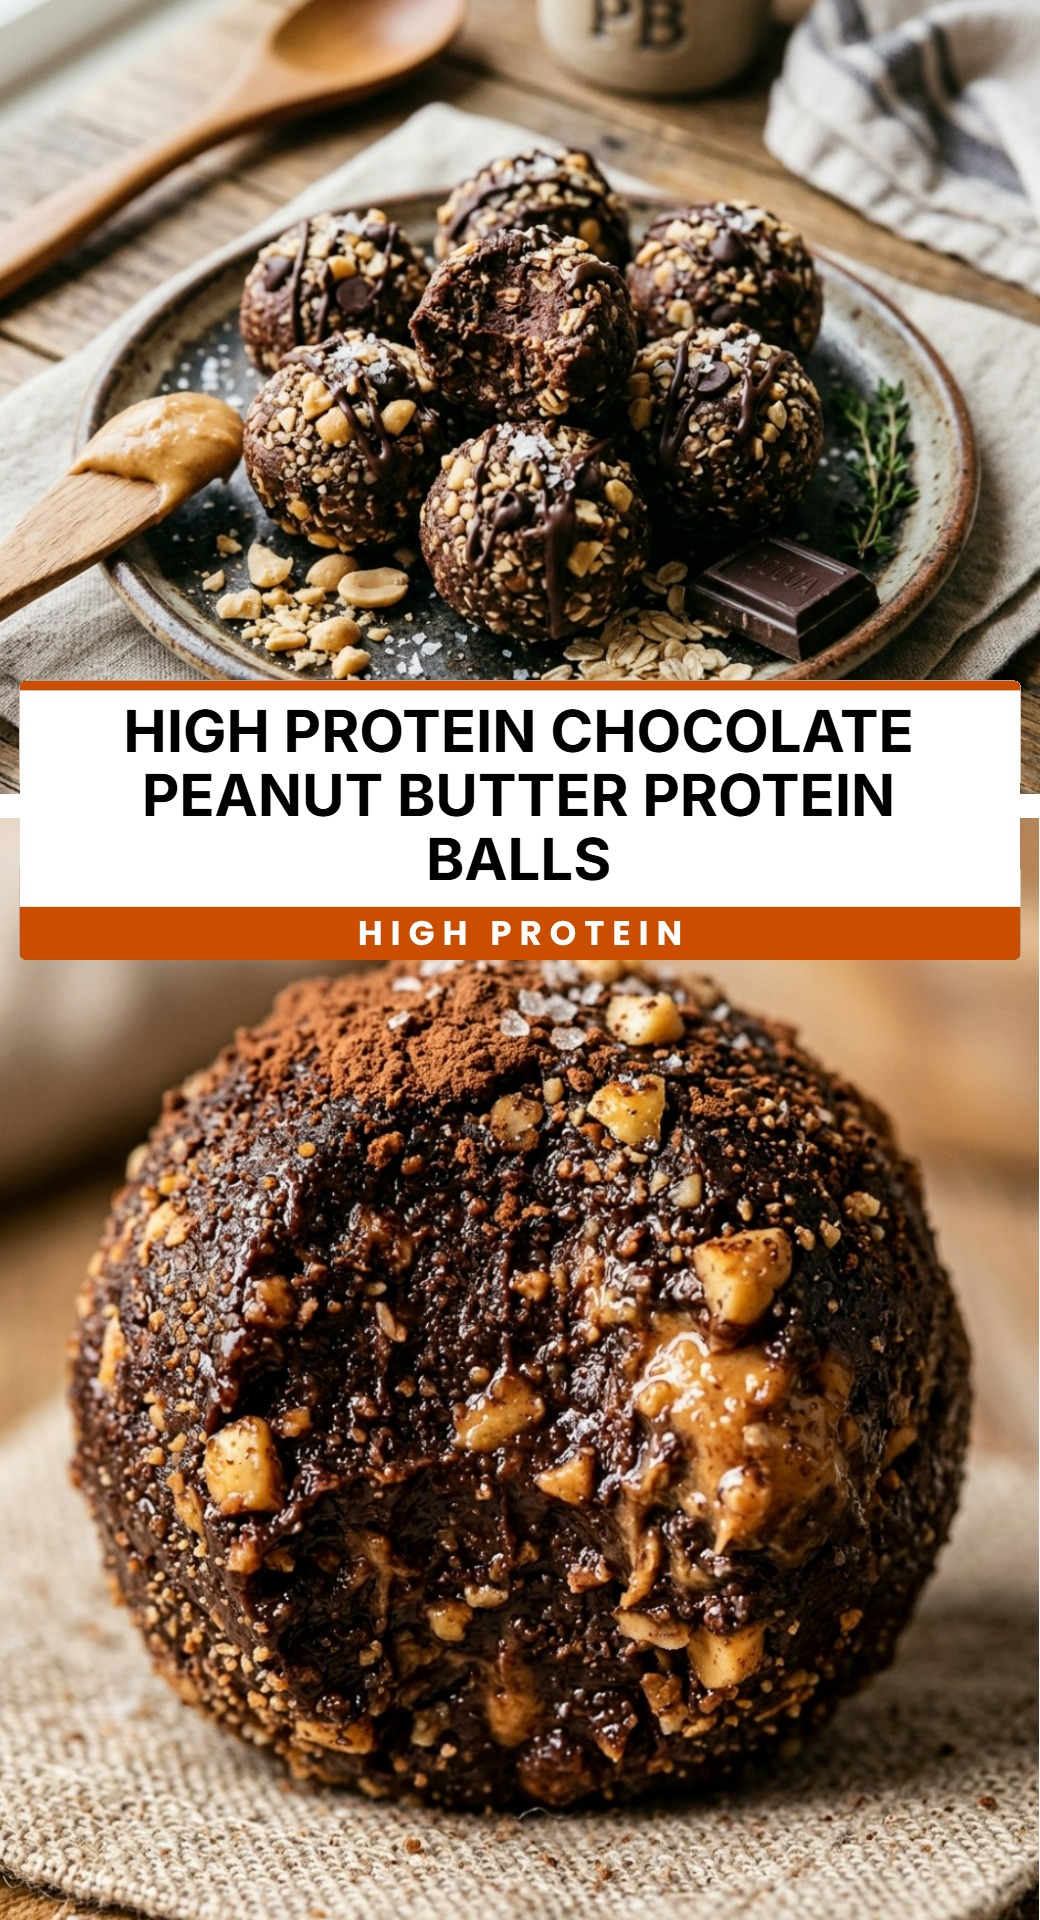 PB
COCOA
HIGH PROTEIN CHOCOLATE
PEANUT BUTTER PROTEIN
BALLS
HIGH PROTEIN